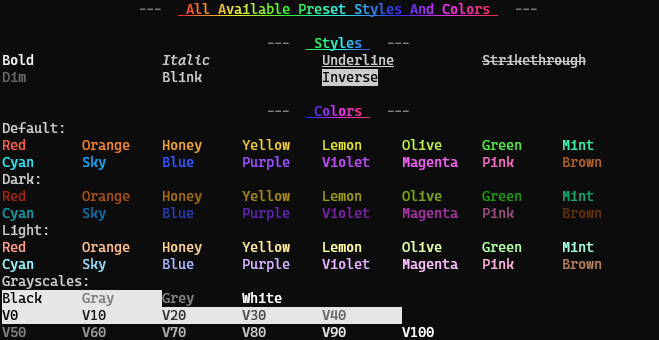 --- All Available Preset Styles And Colors ---
--- Styles ---
Bold Italic Underline Strikethrough
Dim Blink Inverse
--- Colors ---
Default:
Red Orange Honey Yellow Lemon Olive Green Mint
Cyan Sky Blue Purple Violet Magenta Pink Brown
Dark:
Red Orange Honey Yellow Lemon Olive Green Mint
Cyan Sky Blue Purple Violet Magenta Pink Brown
Light:
Red Orange Honey Yellow Lemon Olive Green Mint
Cyan Sky Blue Purple Violet Magenta Pink Brown
Grayscales:
Black Gray Grey White
V0 V10 V20 V30 V40
V50 V60 V70 V80 V90 V100